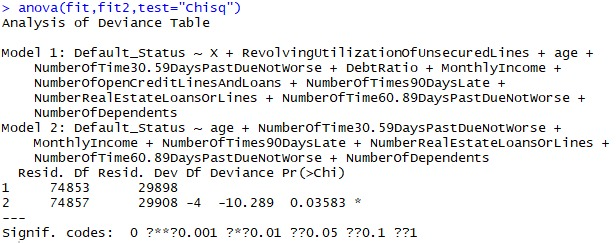 > anova(fit,fit2,test="Chisq")
Analysis of Deviance Table
Model 1: Default_Status ~ X + RevolvingUtilizationOfUnsecuredLines + age +
NumberOfTime30.59DaysPastDueNotWorse + DebtRatio + MonthlyIncome +
NumberOfOpenCreditLinesAndLoans + NumberOfTimes90DaysLate +
NumberRealEstateLoansOrLines + NumberOfTime60.89DaysPastDueNotWorse +
NumberOfDependents
Model 2: Default_Status ~ age + NumberOfTime30.59DaysPastDueNotWorse +
MonthlyIncome + NumberOfTimes90DaysLate + NumberRealEstateLoansOrLines +
NumberOfTime60.89DaysPastDueNotWorse + NumberOfDependents
Resid. Df Resid. Dev Df Deviance Pr(>Chi)
1 74853 29898
2 74857 29908 -4 -10.289 0.03583 *
---
Signif. codes: 0 ?***?0.001 ?*?0.01 ??0.05 ??0.1 ??1